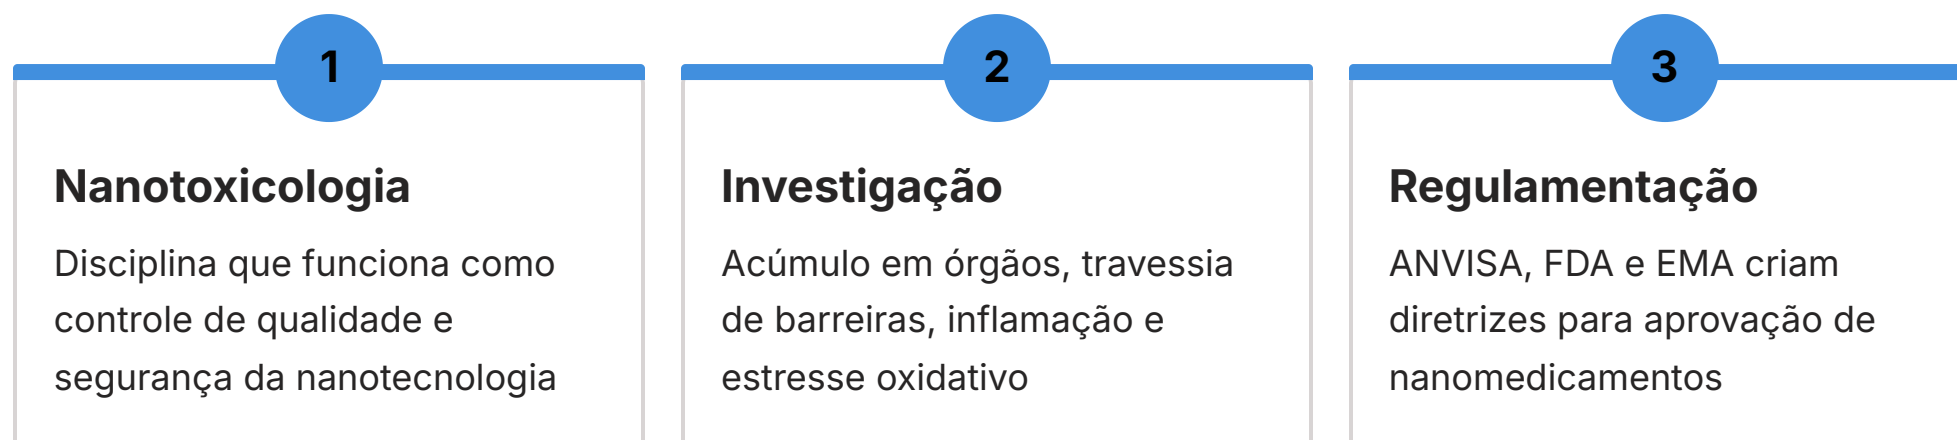 1
Nanotoxicologia
Disciplina que funciona como
controle de qualidade e
segurança da nanotecnologia
2
Investigação
Acúmulo em órgãos, travessia
de barreiras, inflamação e
estresse oxidativo
3
Regulamentação
ANVISA, FDA e EMA criam
diretrizes para aprovação de
nanomedicamentos